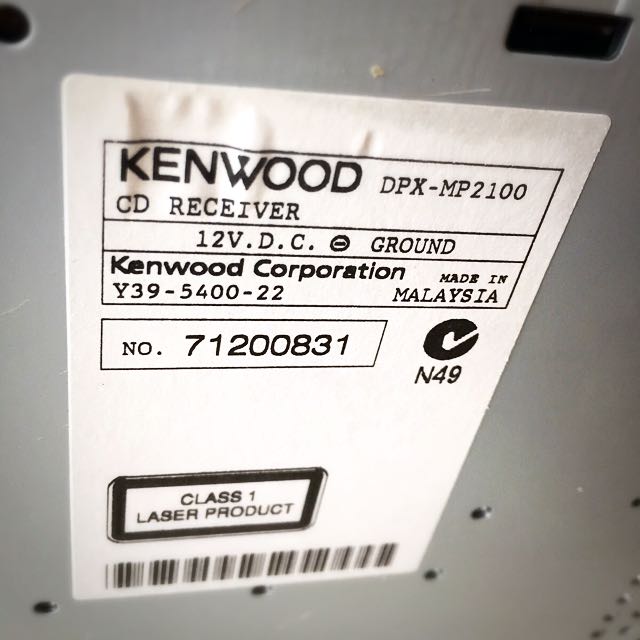 KENWOOD DPX-MP2100
CD RECEIVER
12V.D.C. ⊖ GROUND
Kenwood Corporation MADE IN
Y39-5400-22 MALAYSIA
NO. 71200831
N49
CLASS 1
LASER PRODUCT